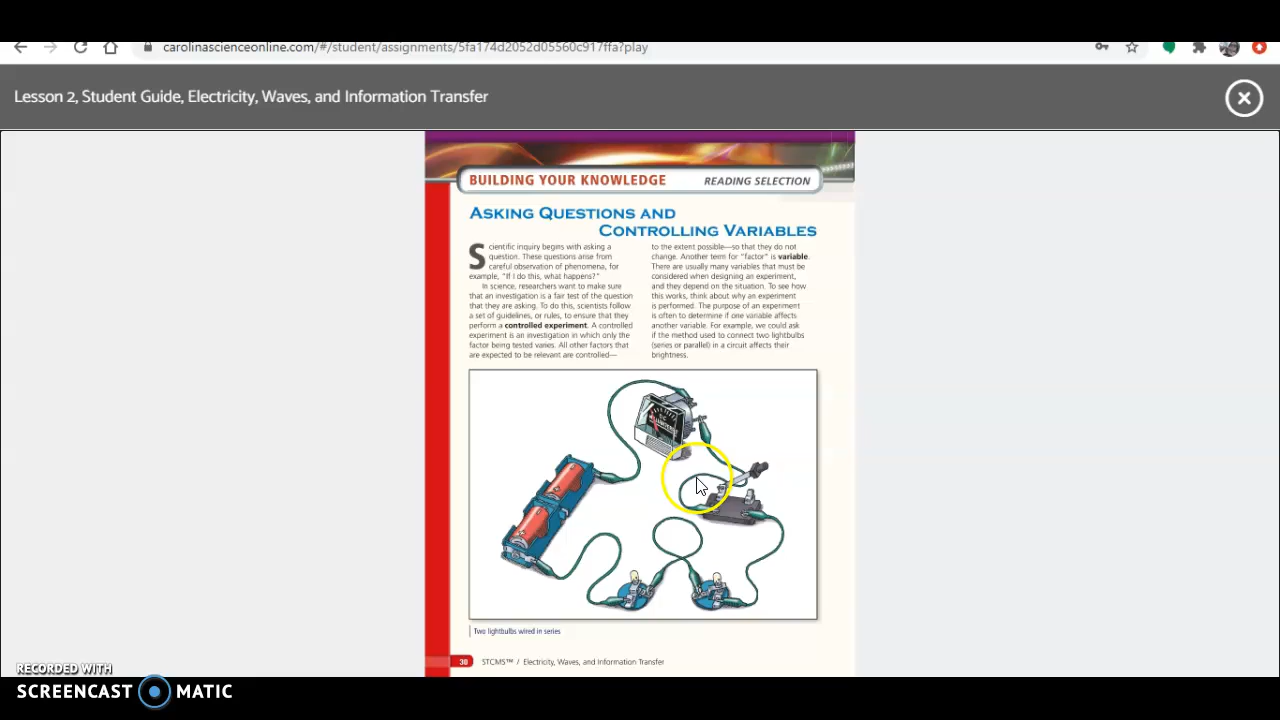 carolinascienceonline.com/#/student/assignments/5fa174d2052d05560c917ffa?play
Lesson 2, Student Guide, Electricity, Waves, and Information Transfer
BUILDING YOUR KNOWLEDGE
READING SELECTION
ASKING QUESTIONS AND
CONTROLLING VARIABLES
Scientific inquiry begins with asking a
question. These questions arise from
careful observation of phenomena, for
example, "If I do this, what happens?"
In science, researchers want to make sure
that an investigation is a fair test of the question
that they are asking. To do this, scientists follow
a set of guidelines, or rules, to ensure that they
perform a controlled experiment. A controlled
experiment is an investigation in which only the
factor being tested varies. All other factors that
are expected to be relevant are controlled—
to the extent possible—so that they do not
change. Another term for "factor" is variable.
There are usually many variables that must be
considered when designing an experiment,
and they depend on the situation. To see how
this works, think about why an experiment
is performed. The purpose of an experiment
is often to determine if one variable affects
another variable. For example, we could ask
if the method used to connect two lightbulbs
(series or parallel) in a circuit affects their
brightness.
Two lightbulbs wired in series
30 STCMS™ / Electricity, Waves, and Information Transfer
RECORDED WITH
SCREENCAST MATIC